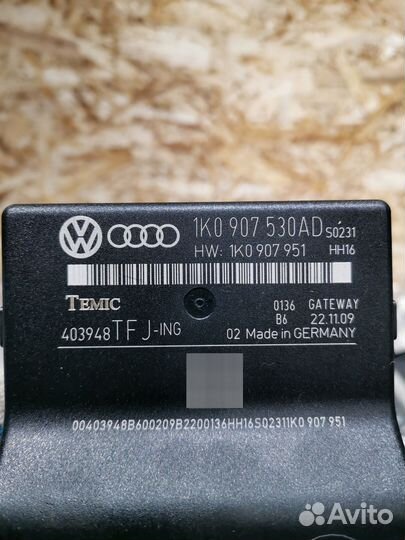 1K0 907 530AD S0231
HW: 1K0 907 951 HH16
TEMIC 0136 GATEWAY
B6 22.11.09
403948TFJ-ING 02 Made in GERMANY
00403948B600209B2200136HH16S02311K0 907 951
Avito